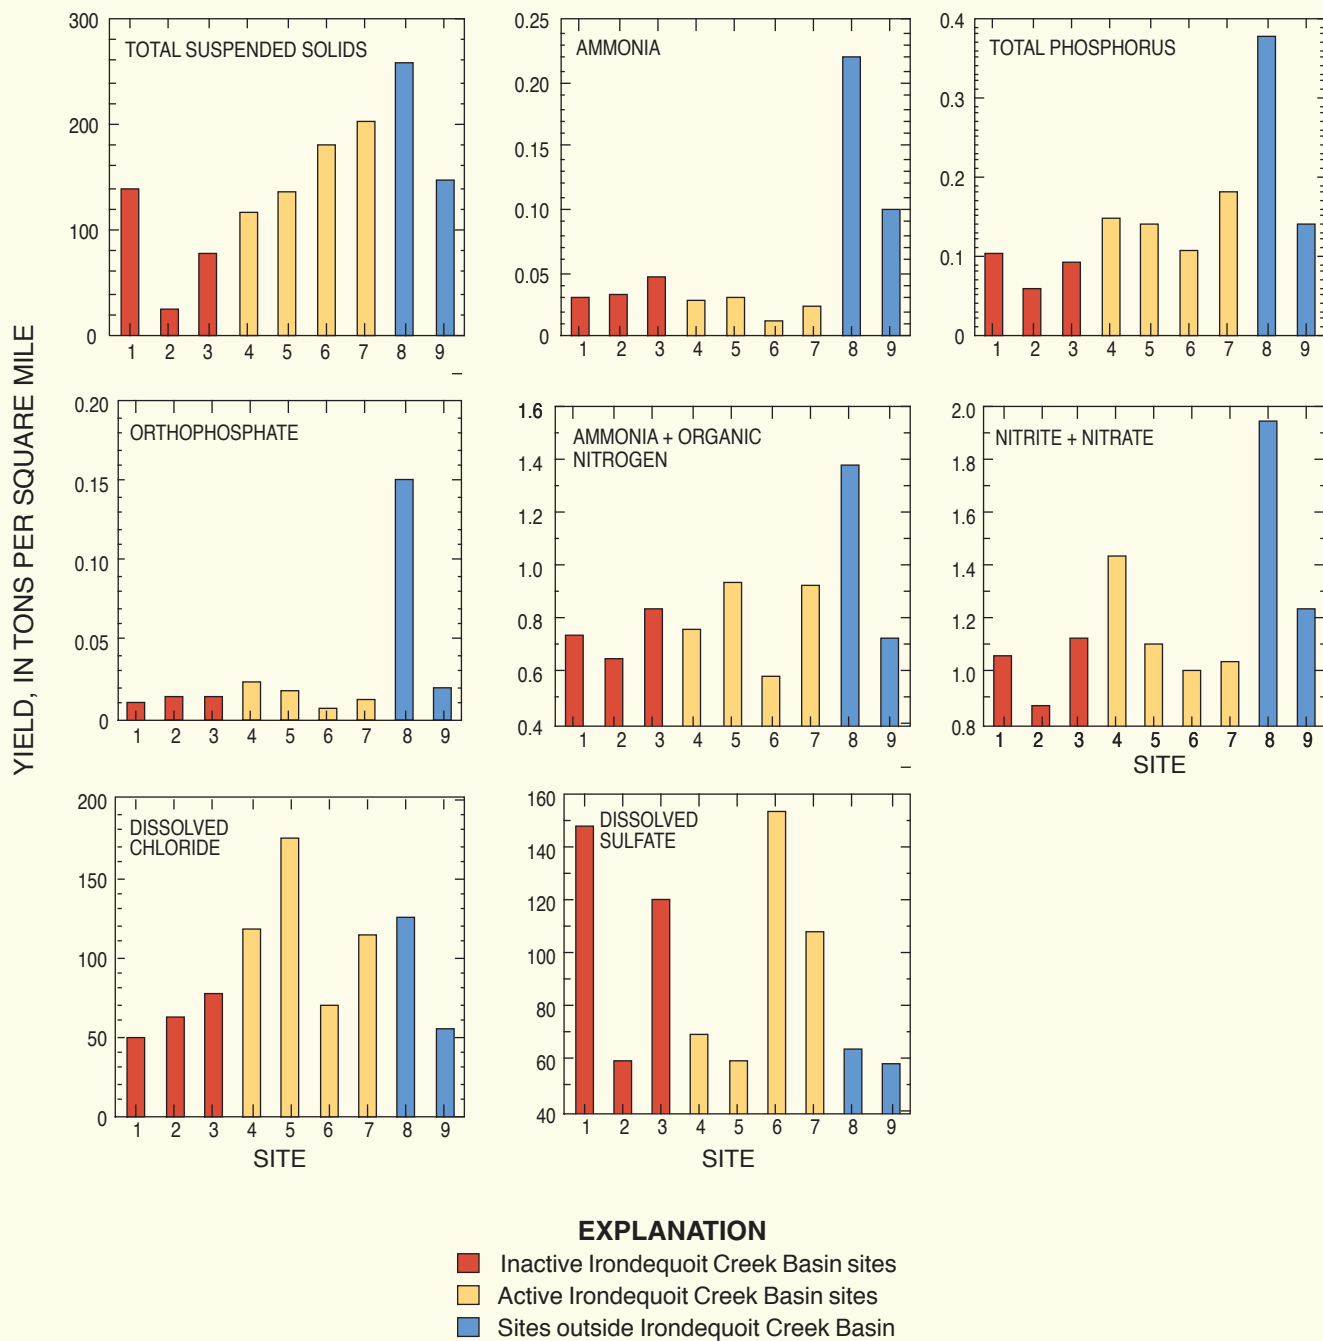 YIELD, IN TONS PER SQUARE MILE
TOTAL SUSPENDED SOLIDS
300
200
100
0
1 2 3 4 5 6 7 8 9
AMMONIA
0.25
0.20
0.15
0.10
0.05
0
1 2 3 4 5 6 7 8 9
TOTAL PHOSPHORUS
0.4
0.3
0.2
0.1
0
1 2 3 4 5 6 7 8 9
ORTHOPHOSPHATE
0.20
0.15
0.10
0.05
0
1 2 3 4 5 6 7 8 9
AMMONIA + ORGANIC
NITROGEN
1.6
1.4
1.2
1.0
0.8
0.6
0.4
1 2 3 4 5 6 7 8 9
NITRITE + NITRATE
2.0
1.8
1.6
1.4
1.2
1.0
0.8
1 2 3 4 5 6 7 8 9
SITE
DISSOLVED
CHLORIDE
200
150
100
50
0
1 2 3 4 5 6 7 8 9
SITE
DISSOLVED
SULFATE
160
140
120
100
80
60
40
1 2 3 4 5 6 7 8 9
SITE
EXPLANATION
Inactive Irondequoit Creek Basin sites
Active Irondequoit Creek Basin sites
Sites outside Irondequoit Creek Basin